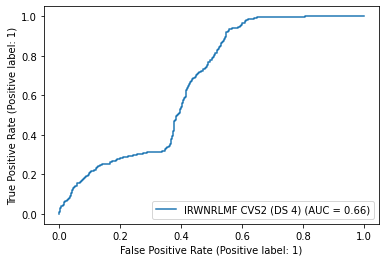 1.0
0.8
0.6
0.4
0.2
0.0
True Positive Rate (Positive label: 1)
IRWNRLMF CVS2 (DS 4) (AUC = 0.66)
0.0 0.2 0.4 0.6 0.8 1.0
False Positive Rate (Positive label: 1)